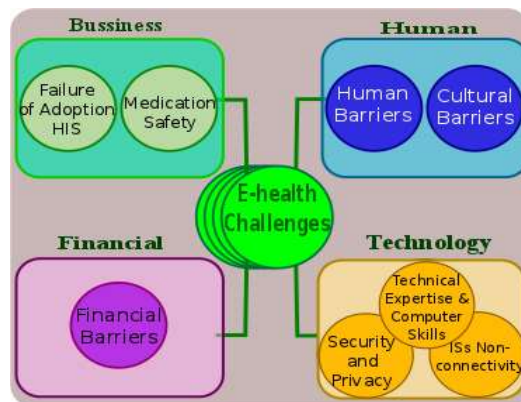 Bussiness
Failure
of Adoption
HIS
Medication
Safety
Human
Human
Barriers
Cultural
Barriers
E-health
Challenges
Financial
Financial
Barriers
Technology
Technical
Expertise &
Computer
Skills
Security
and
Privacy
ISs Non-
connectivity